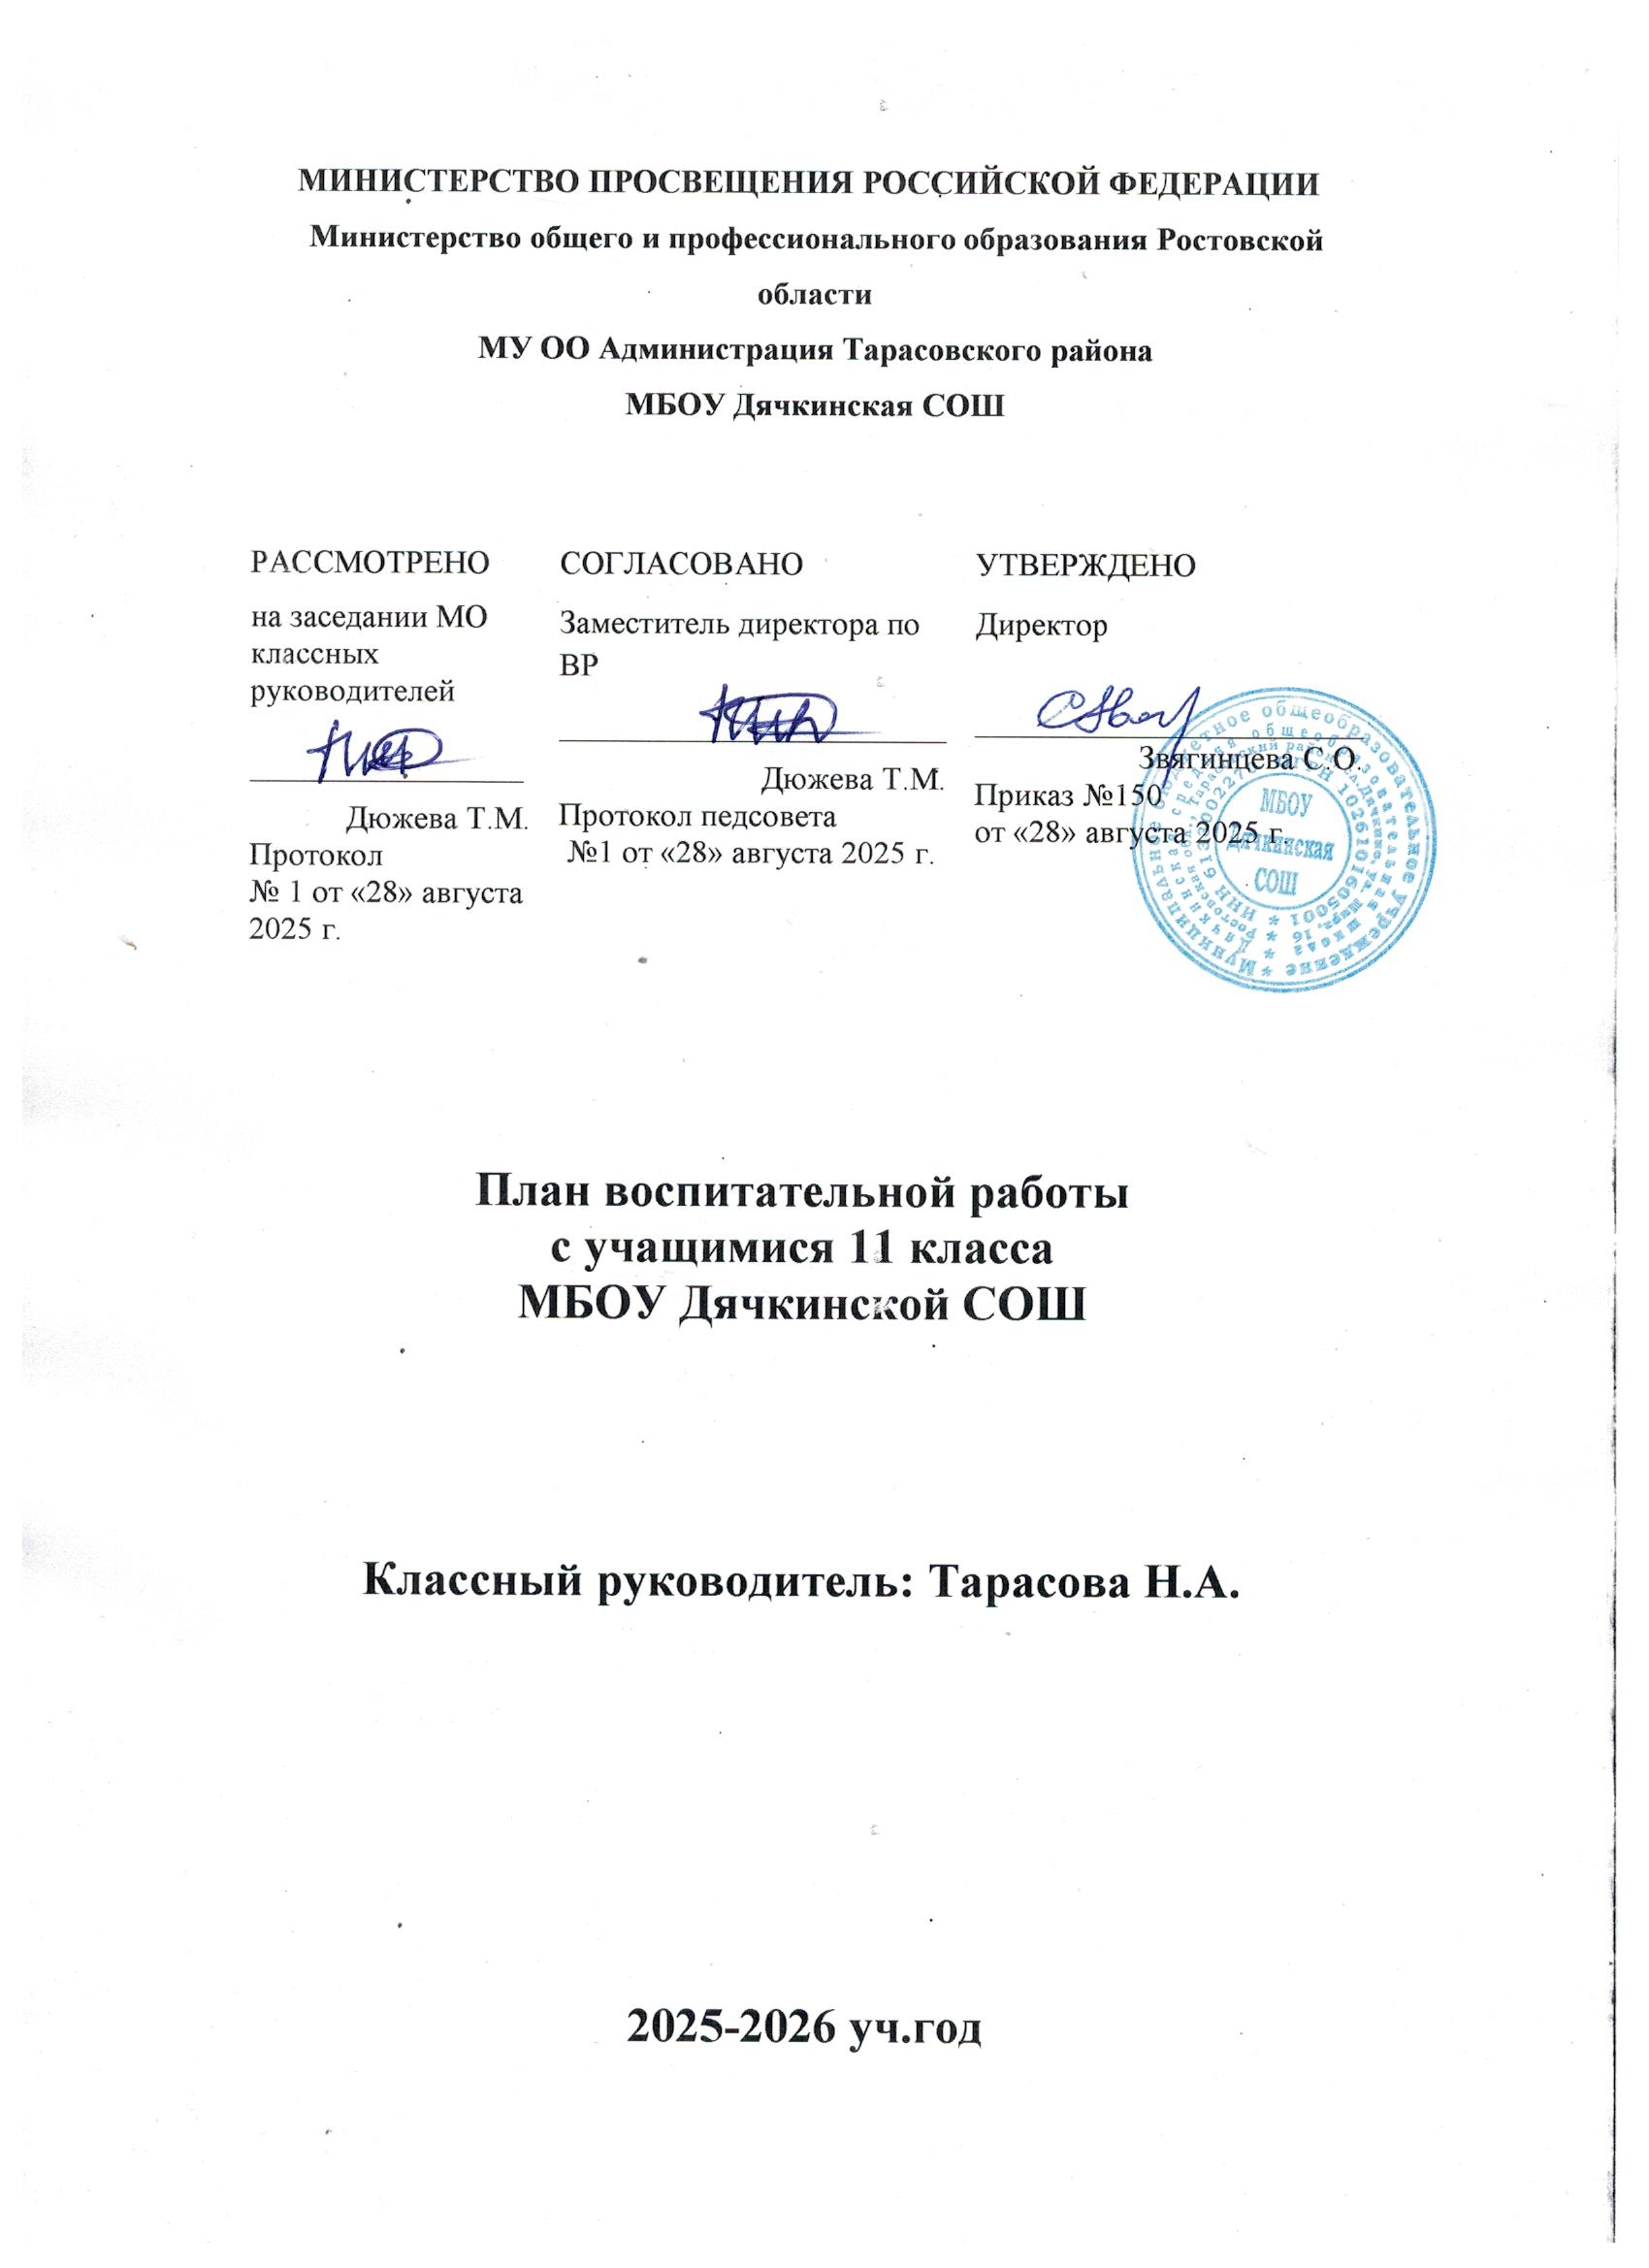 МИНИСТЕРСТВО ПРОСВЕЩЕНИЯ РОССИЙСКОЙ ФЕДЕРАЦИИ
Министерство общего и профессионального образования Ростовской
области
МУ ОО Администрация Тарасовского района
МБОУ Дячкинская СОШ
РАССМОТРЕНО
на заседании МО
классных
руководителей
Дюжева Т.М.
Протокол
№ 1 от «28» августа
2025 г.
СОГЛАСОВАНО
Заместитель директора по
ВР
Дюжева Т.М.
Протокол педсовета
№1 от «28» августа 2025 г.
УТВЕРЖДЕНО
Директор
Звягинцева С.О.
Приказ №150
от «28» августа 2025 г.
МБОУ
Дячкинская
СОШ
План воспитательной работы
с учащимися 11 класса
МБОУ Дячкинской СОШ
Классный руководитель: Тарасова Н.А.
2025-2026 уч.год